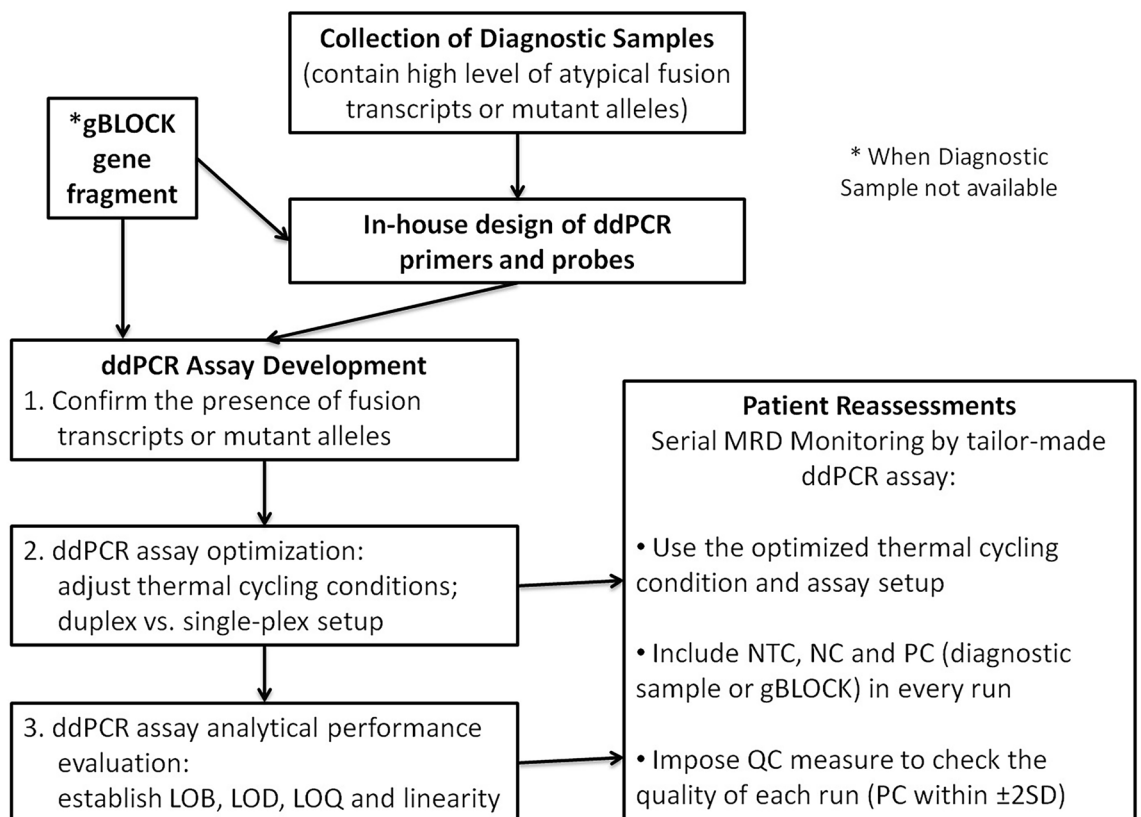 Collection of Diagnostic Samples
(contain high level of atypical fusion
transcripts or mutant alleles)
*gBLOCK
gene
fragment
* When Diagnostic
Sample not available
In-house design of ddPCR
primers and probes
ddPCR Assay Development
1. Confirm the presence of fusion
transcripts or mutant alleles
2. ddPCR assay optimization:
adjust thermal cycling conditions;
duplex vs. single-plex setup
3. ddPCR assay analytical performance
evaluation:
establish LOB, LOD, LOQ and linearity
Patient Reassessments
Serial MRD Monitoring by tailor-made
ddPCR assay:
• Use the optimized thermal cycling
condition and assay setup
• Include NTC, NC and PC (diagnostic
sample or gBLOCK) in every run
• Impose QC measure to check the
quality of each run (PC within ±2SD)